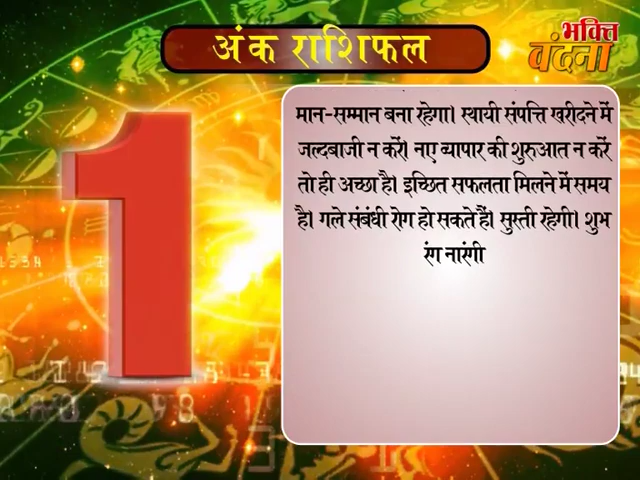 अंक राशिफल
भक्ति
वंदना
1
मान-सम्मान बना रहेगा। स्थायी संपत्ति खरीदने में
जल्दबाजी न करें। नए व्यापार की शुरुआत न करें
तो ही अच्छा है। इच्छित सफलता मिलने में समय
है। गले संबंधी रोग हो सकते हैं। सुस्ती रहेगी। शुभ
रंग नारंगी